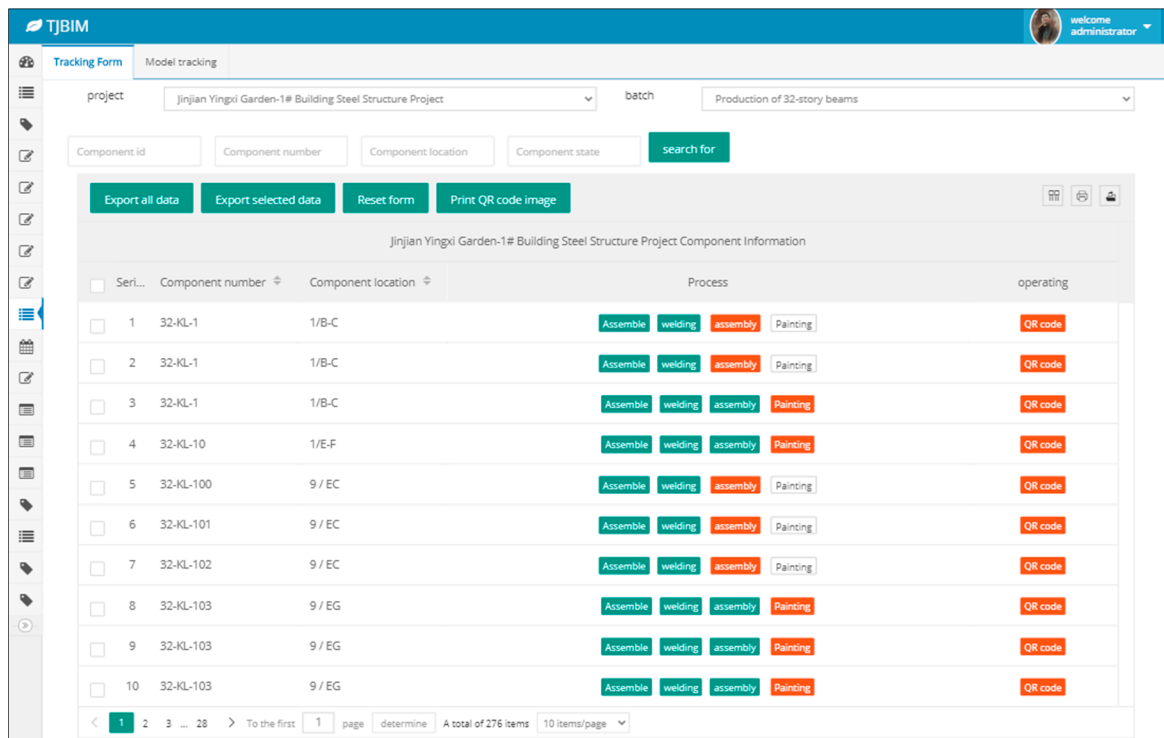 TJBIM welcome administrator
Tracking Form Model tracking
project Jinjian Yingxi Garden-1# Building Steel Structure Project batch Production of 32-story beams
Component id Component number Component location Component state search for
Export all data Export selected data Reset form Print QR code image
Jinjian Yingxi Garden-1# Building Steel Structure Project Component Information
Seri... Component number Component location Process operating
1 32-KL-1 1/B-C Assemble welding assembly Painting QR code
2 32-KL-1 1/B-C Assemble welding assembly Painting QR code
3 32-KL-1 1/B-C Assemble welding assembly Painting QR code
4 32-KL-10 1/E-F Assemble welding assembly Painting QR code
5 32-KL-100 9 / EC Assemble welding assembly Painting QR code
6 32-KL-101 9 / EC Assemble welding assembly Painting QR code
7 32-KL-102 9 / EC Assemble welding assembly Painting QR code
8 32-KL-103 9 / EG Assemble welding assembly Painting QR code
9 32-KL-103 9 / EG Assemble welding assembly Painting QR code
10 32-KL-103 9 / EG Assemble welding assembly Painting QR code
1 2 3 ... 28 To the first 1 page determine A total of 276 items 10 items/page